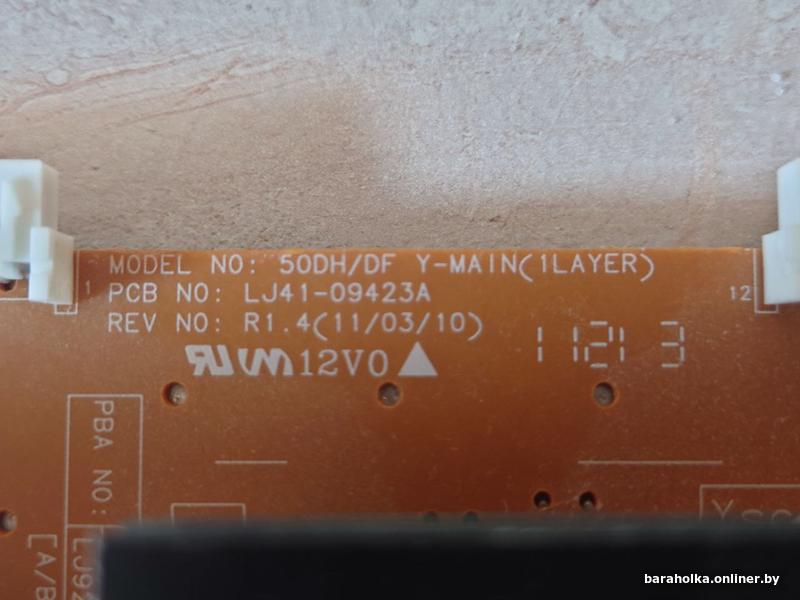 MODEL NO: 50DH/DF Y-MAIN(1LAYER)
PCB NO: LJ41-09423A
REV NO: R1.4(11/03/10)
12V0
1121 3
1
12
PBA NO:
[A/B
baraholka.onliner.by